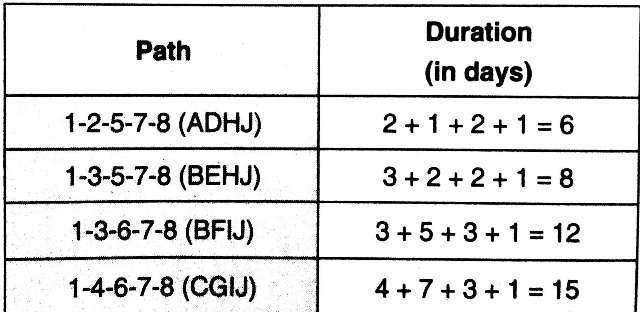 Path
Duration
(in days)
1-2-5-7-8 (ADHJ)
2 + 1 + 2 + 1 = 6
1-3-5-7-8 (BEHJ)
3 + 2 + 2 + 1 = 8
1-3-6-7-8 (BFIJ)
3 + 5 + 3 + 1 = 12
1-4-6-7-8 (CGIJ)
4 + 7 + 3 + 1 = 15